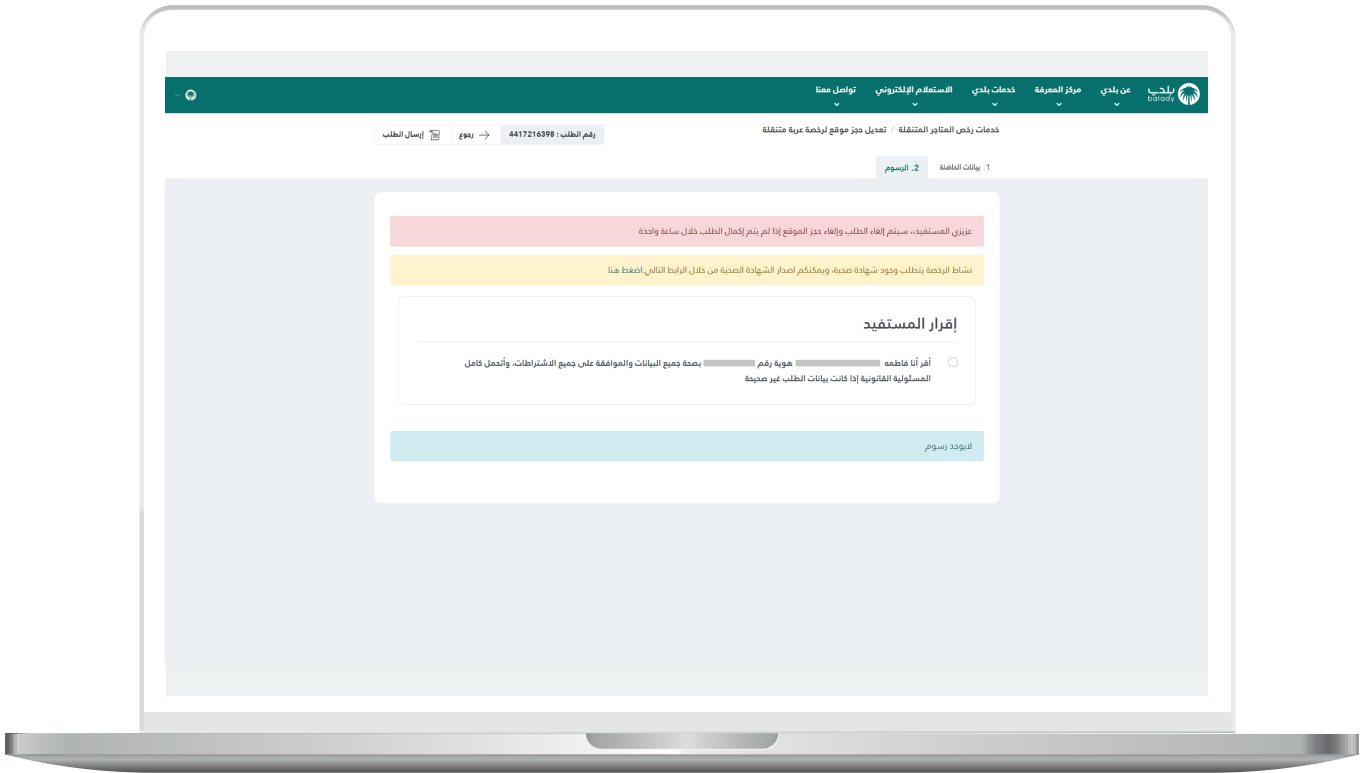 بلدي
balady
عن بلدي
مركز المعرفة
خدمات بلدي
الاستعلام الإلكتروني
تواصل معنا
خدمات رخص المتاجر المتنقلة / تعديل حجز موقع لرخصة عربة متنقلة
رقم الطلب : 4417216398
رجوع
إرسال الطلب
1. بيانات الحاضنة
2. الرسوم
عزيزي المستفيد،، سيتم إلغاء الطلب وإلغاء حجز الموقع إذا لم يتم إكمال الطلب خلال ساعة واحدة
نشاط الرخصة يتطلب وجود شهادة صحية، ويمكنكم اصدار الشهادة الصحية من خلال الرابط التالي:اضغط هنا
إقرار المستفيد
أقر أنا فاطمه هوية رقم بصحة جميع البيانات والموافقة على جميع الاشتراطات، وأتحمل كامل
المسئولية القانونية إذا كانت بيانات الطلب غير صحيحة
لايوجد رسوم